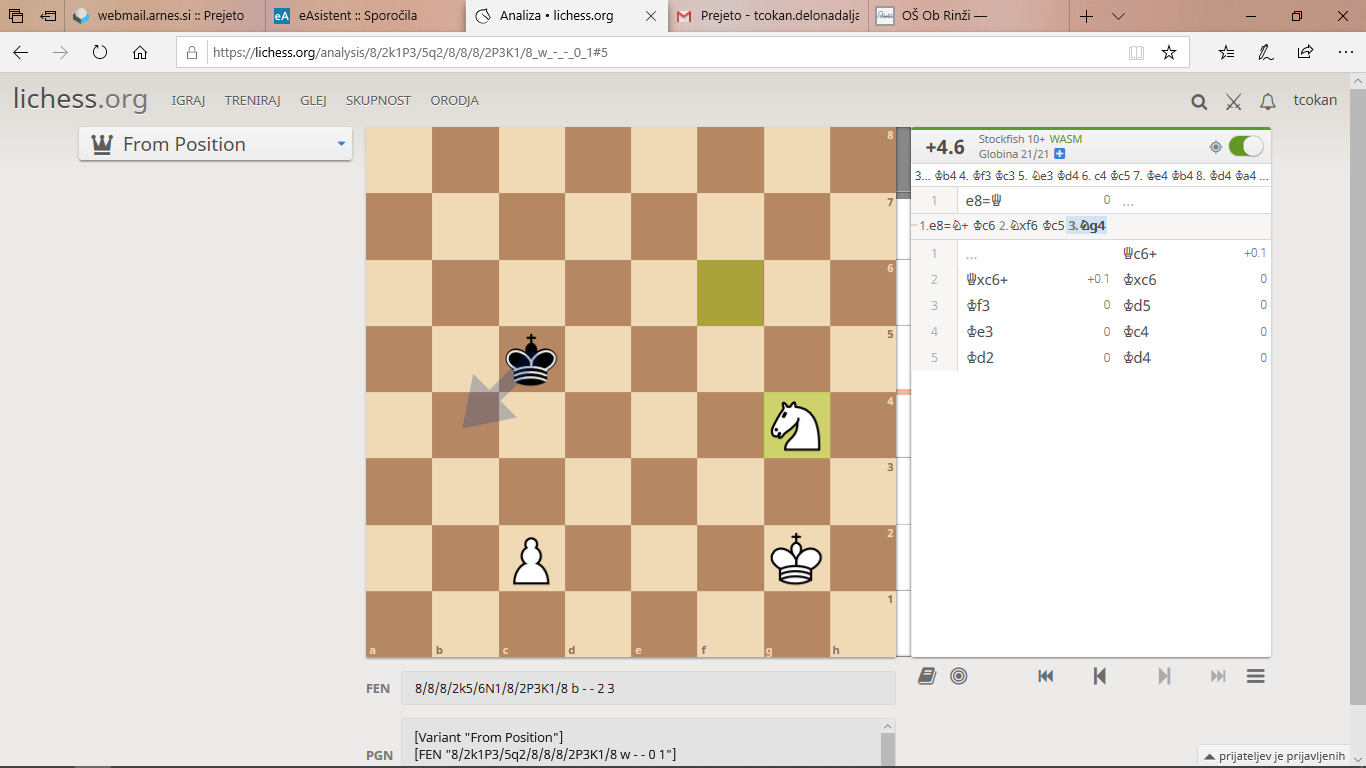 webmail.arnes.si :: Prejeto
eA eAsistent :: Sporočila
Analiza • lichess.org
Prejeto - tcokan.delonadalja
OŠ Ob Rinži —
https://lichess.org/analysis/8/2k1P3/5q2/8/8/8/2P3K1/8_w_-_-_0_1#5
lichess.org IGRAJ TRENIRAJ GLEJ SKUPNOST ORODJA tcokan
From Position
+4.6 Stockfish 10+ WASM
Globina 21/21
3... ♔b4 4. ♔f3 ♔c3 5. ♘e3 ♔d4 6. c4 ♔c5 7. ♔e4 ♔b4 8. ♔d4 ♔a4 ...
1 e8=♕ 0 ...
1.e8=♘+ ♔c6 2.♘xf6 ♔c5 3.♘g4
1 ... ♕c6+ +0.1
2 ♕xc6+ +0.1 ♔xc6 0
3 ♔f3 0 ♔d5 0
4 ♔e3 0 ♔c4 0
5 ♔d2 0 ♔d4 0
8
7
6
5
4
3
2
1
a b c d e f g h
FEN 8/8/8/2k5/6N1/8/2P3K1/8 b - - 2 3
PGN [Variant "From Position"]
[FEN "8/2k1P3/5q2/8/8/8/2P3K1/8 w - - 0 1"]
prijateljev je prijavljenih